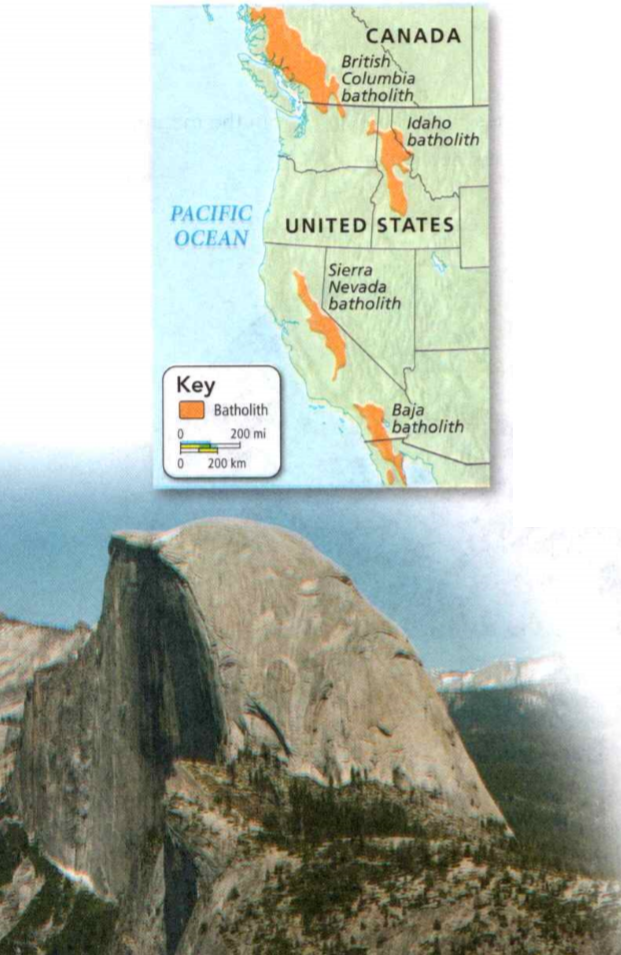 CANADA
British
Columbia
batholith
Idaho
batholith
PACIFIC
OCEAN
UNITED STATES
Sierra
Nevada
batholith
Key
Batholith
0 200 mi
0 200 km
Baja
batholith